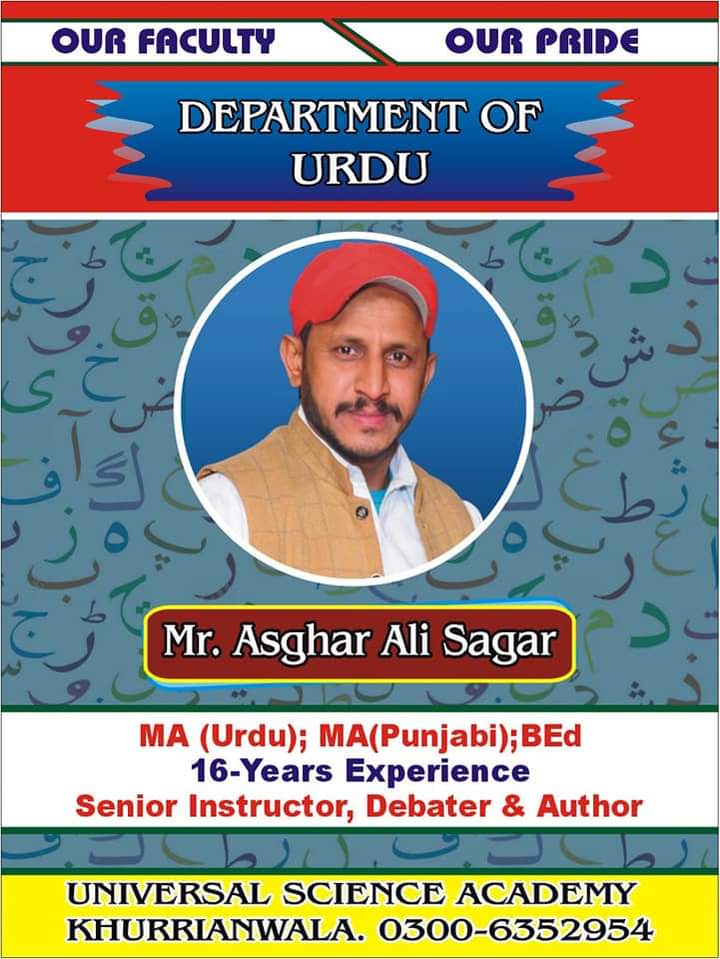 OUR FACULTY OUR PRIDE
DEPARTMENT OF
URDU
Mr. Asghar Ali Sagar
MA (Urdu); MA(Punjabi);BEd
16-Years Experience
Senior Instructor, Debater & Author
UNIVERSAL SCIENCE ACADEMY
KHURRIANWALA. 0300-6352954